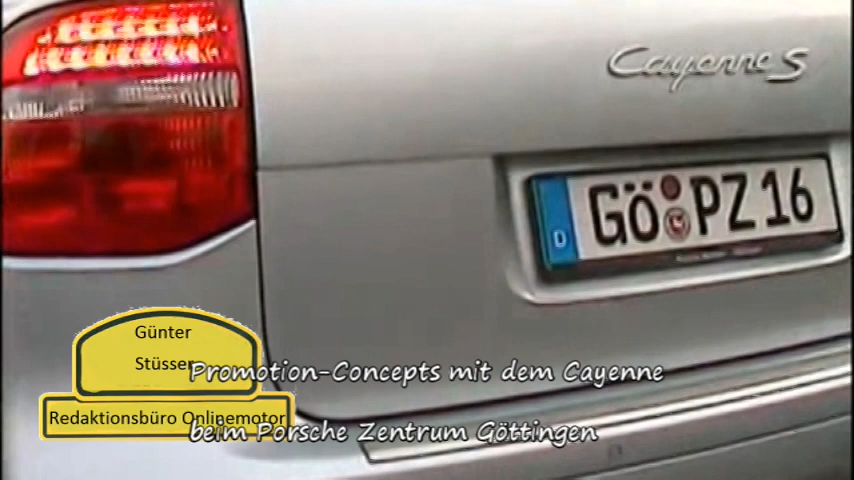 Cayenne S
D
GÖ PZ 16
Günter
Stüsser
Promotion-Concepts mit dem Cayenne
Redaktionsbüro Onlinemotor
beim Porsche Zentrum Göttingen